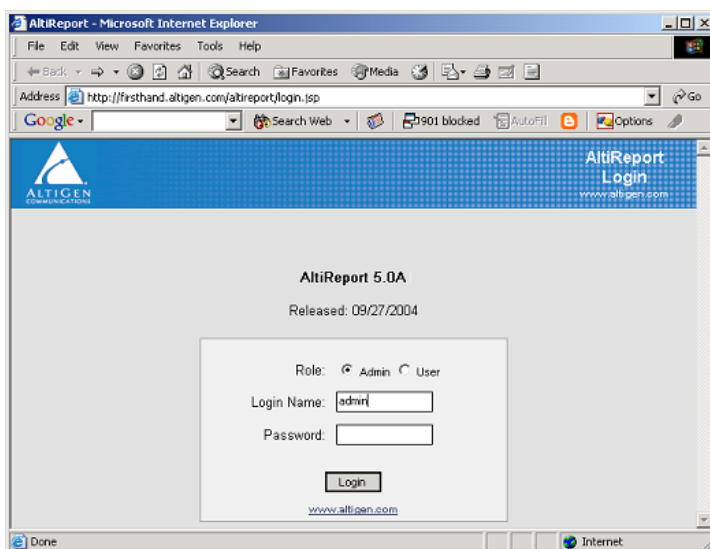 AltiReport - Microsoft Internet Explorer
File Edit View Favorites Tools Help
Back Search Favorites Media
Address http://firsthand.altigen.com/altireport/login.jsp Go
Google Search Web 901 blocked AutoFill Options
ALTIGEN
COMMUNICATIONS
AltiReport
Login
www.altigen.com
AltiReport 5.0A
Released: 09/27/2004
Role: Admin User
Login Name: admin
Password:
Login
www.altigen.com
Done Internet